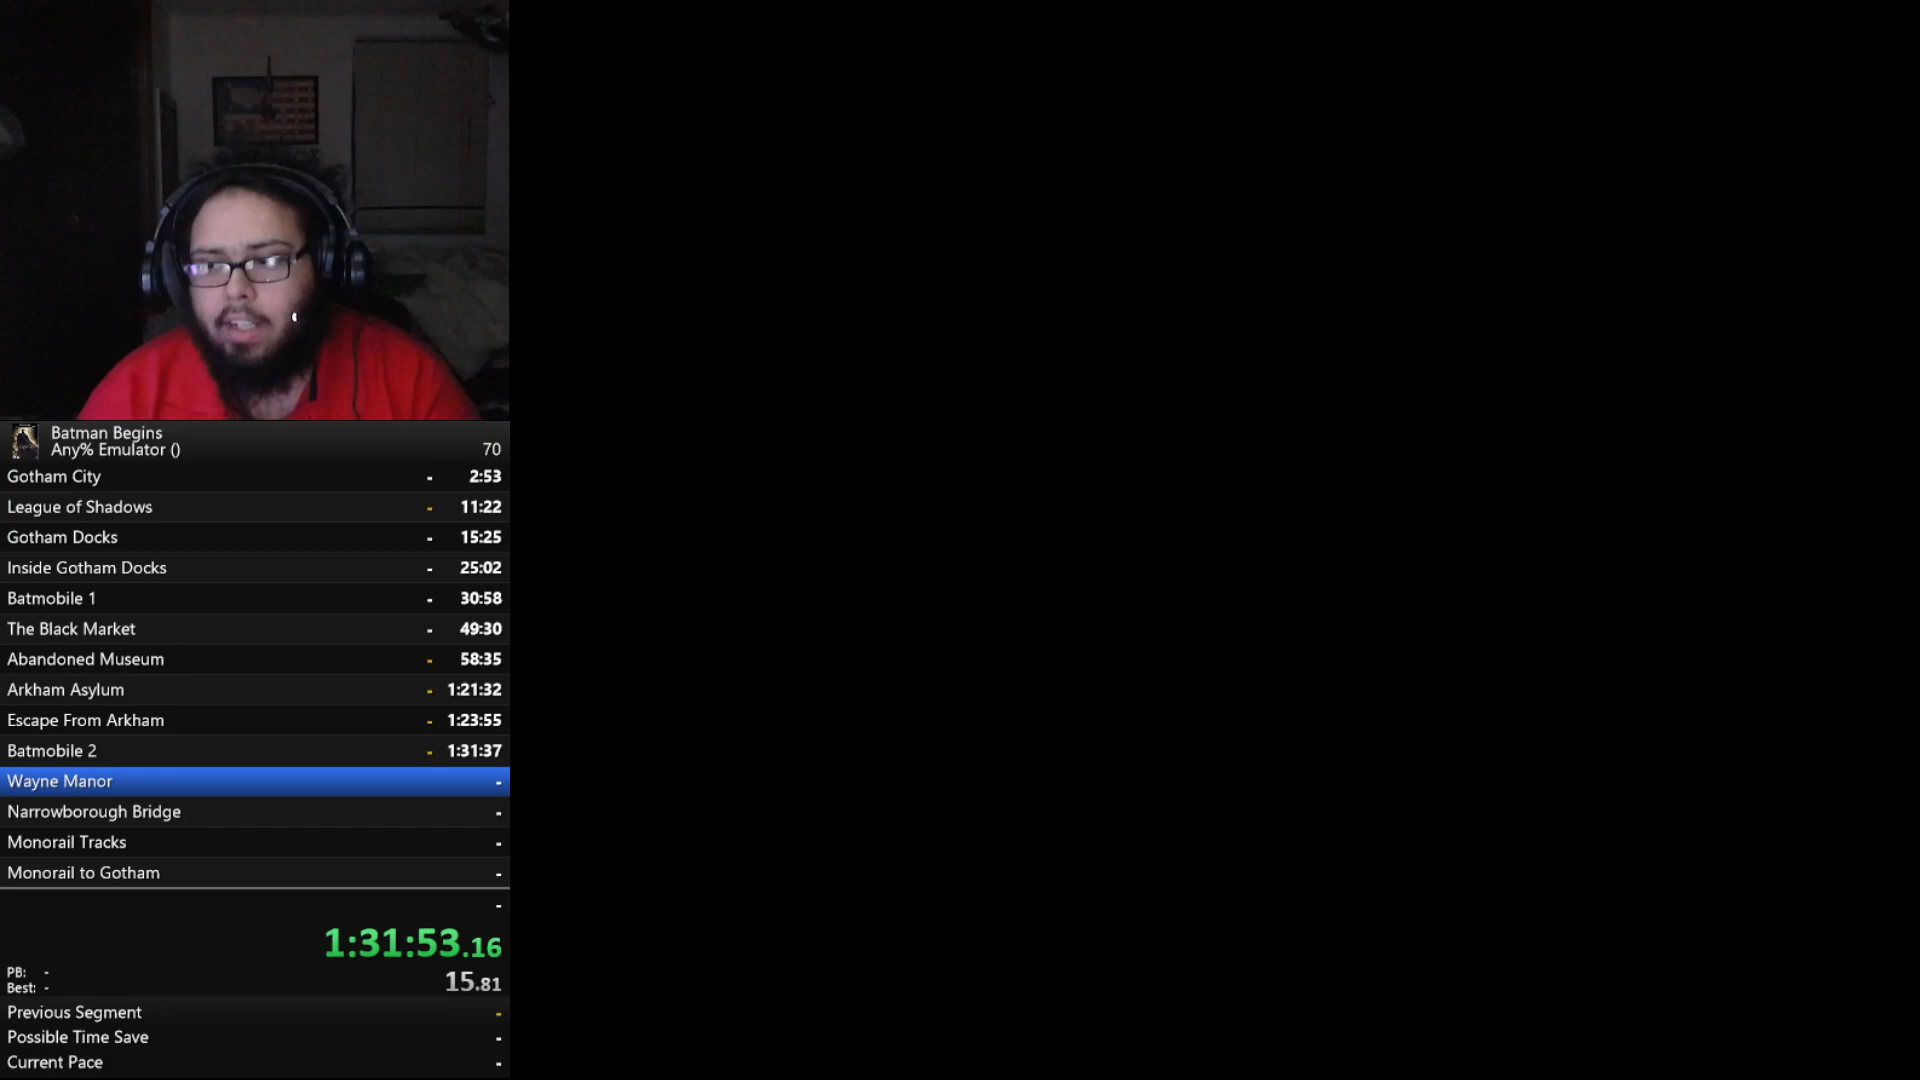 Batman Begins
Any% Emulator () 70
Gotham City - 2:53
League of Shadows - 11:22
Gotham Docks - 15:25
Inside Gotham Docks - 25:02
Batmobile 1 - 30:58
The Black Market - 49:30
Abandoned Museum - 58:35
Arkham Asylum - 1:21:32
Escape From Arkham - 1:23:55
Batmobile 2 - 1:31:37
Wayne Manor -
Narrowborough Bridge -
Monorail Tracks -
Monorail to Gotham -
-
1:31:53.16
PB: -
Best: - 15.81
Previous Segment -
Possible Time Save -
Current Pace -